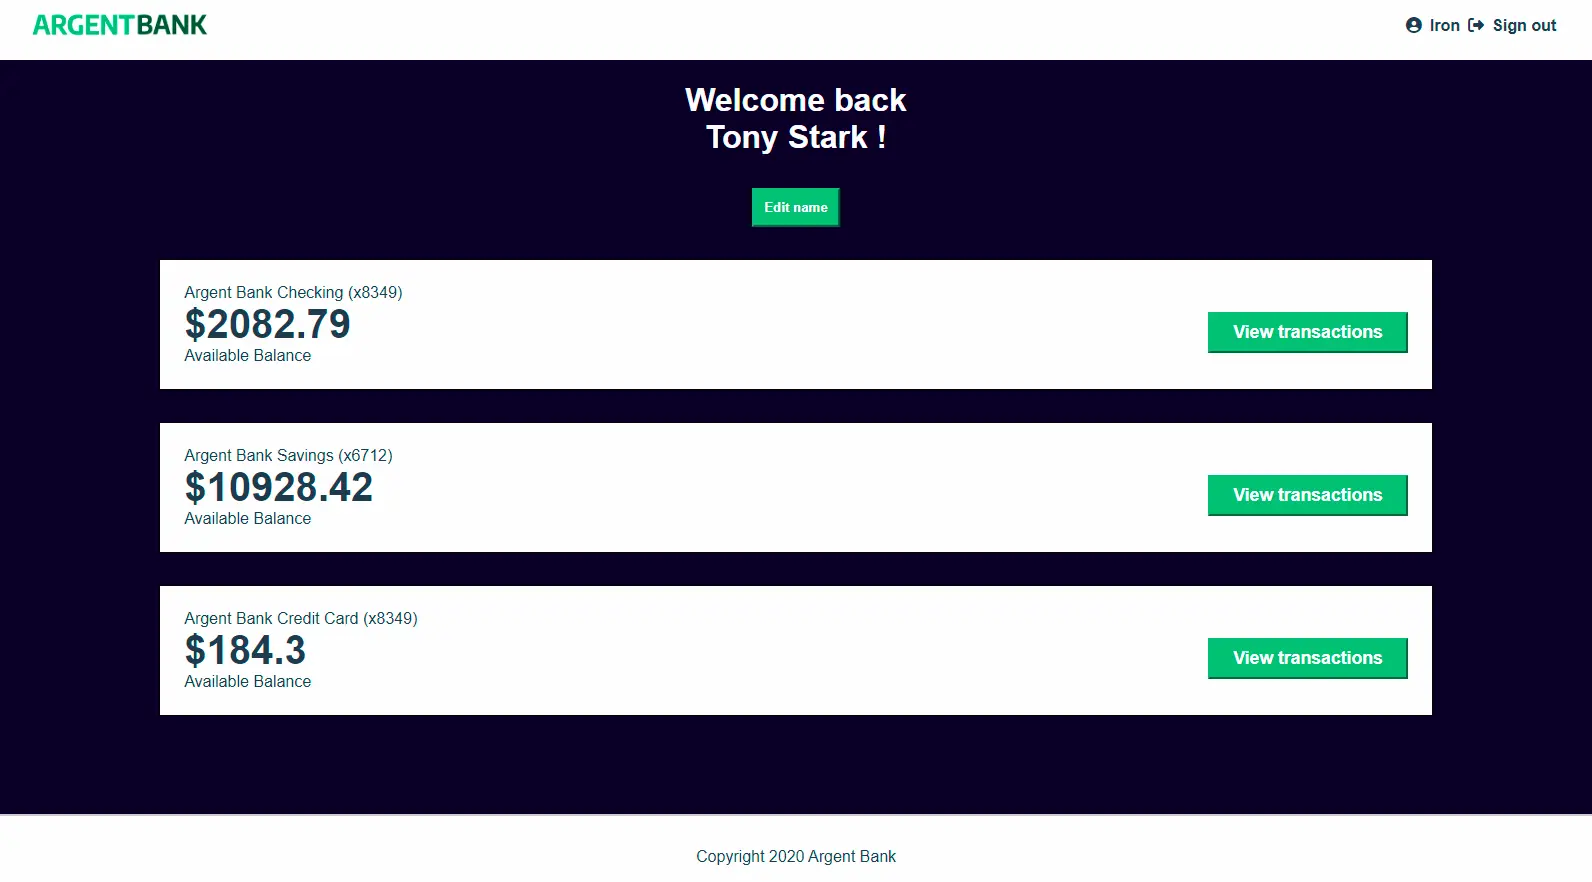 ARGENTBANK
Iron Sign out
Welcome back
Tony Stark !
Edit name
Argent Bank Checking (x8349)
$2082.79
Available Balance
View transactions
Argent Bank Savings (x6712)
$10928.42
Available Balance
View transactions
Argent Bank Credit Card (x8349)
$184.3
Available Balance
View transactions
Copyright 2020 Argent Bank